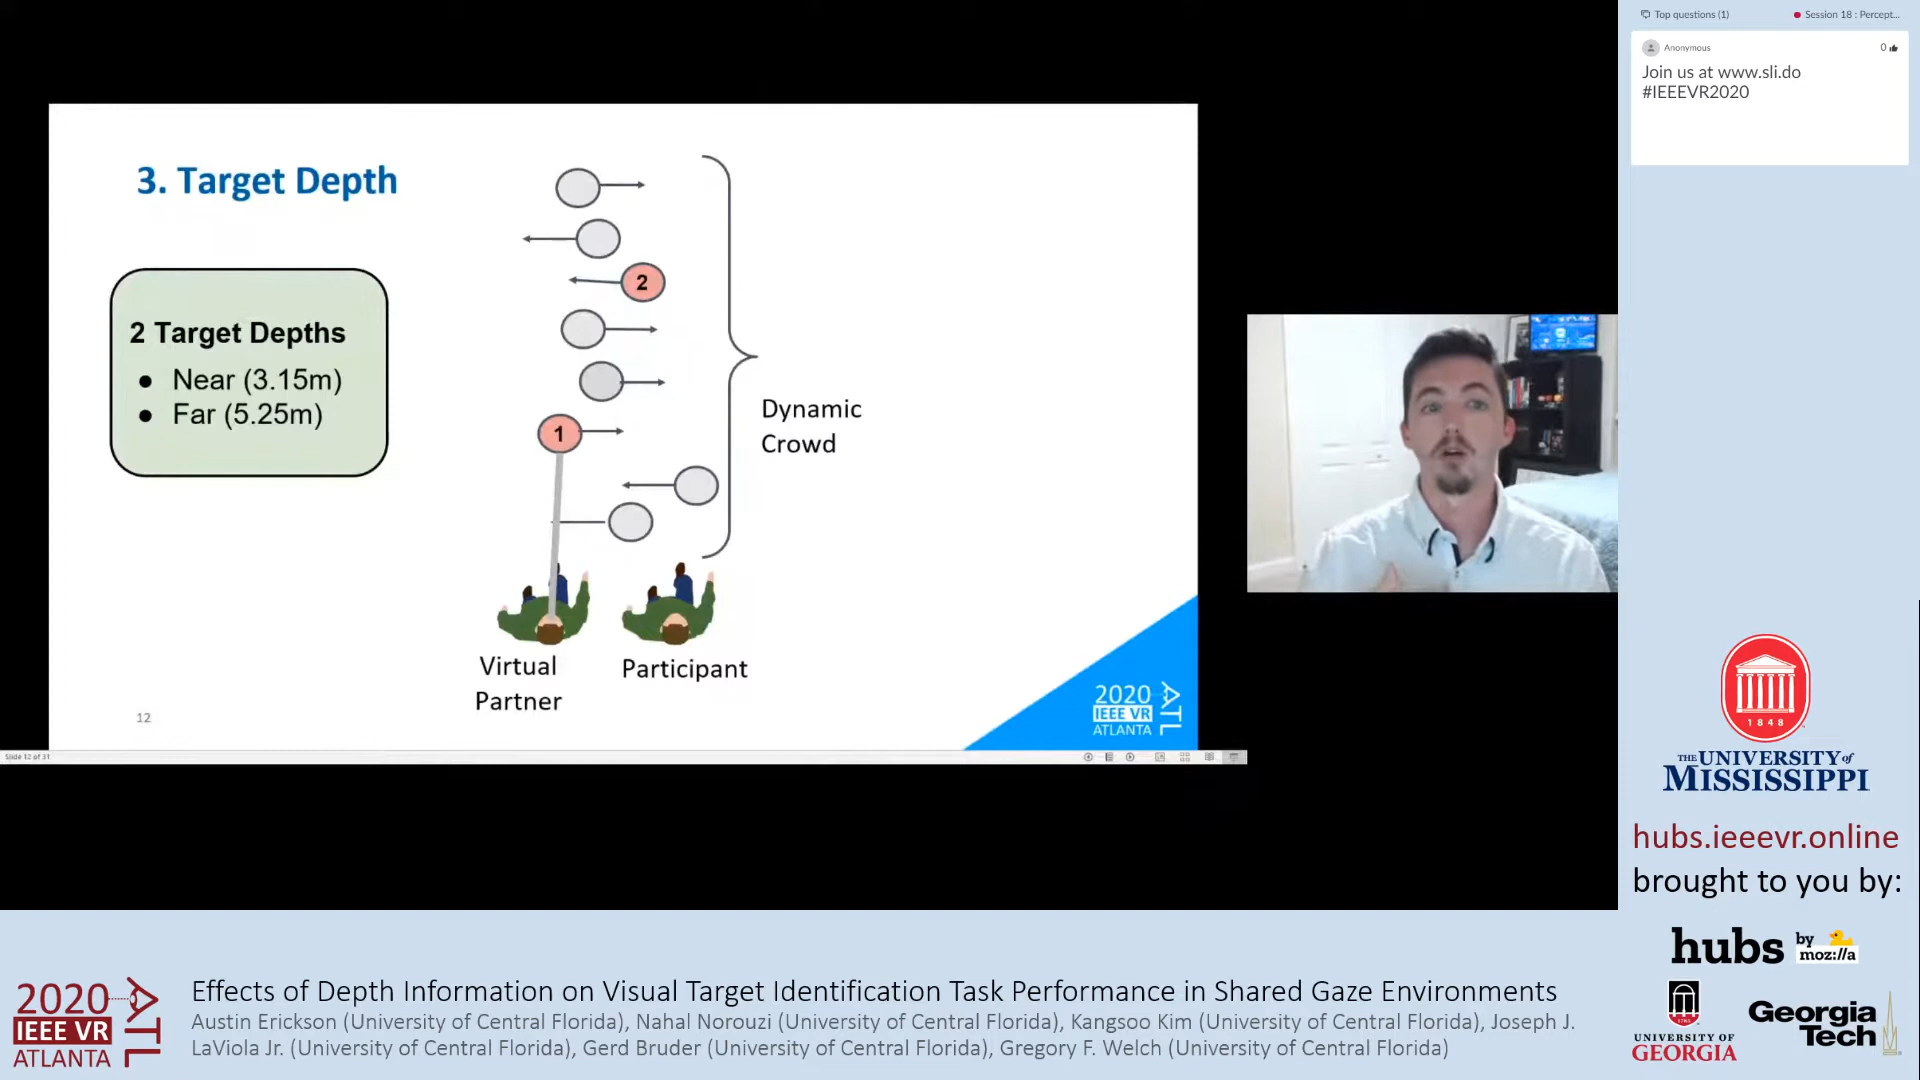 Top questions (1)
Session 18 : Percept...
Anonymous
0
Join us at www.sli.do
#IEEEVR2020
3. Target Depth
2 Target Depths
● Near (3.15m)
● Far (5.25m)
2
1
Dynamic
Crowd
Virtual
Partner
Participant
12
2020
IEEE VR
ATLANTA
ATL
Slide 12 of 31
1848
THE UNIVERSITY of
MISSISSIPPI
hubs.ieeevr.online
brought to you by:
hubs by
moz://a
UNIVERSITY OF
GEORGIA
Georgia
Tech
2020
IEEE VR
ATLANTA
ATL
Effects of Depth Information on Visual Target Identification Task Performance in Shared Gaze Environments
Austin Erickson (University of Central Florida), Nahal Norouzi (University of Central Florida), Kangsoo Kim (University of Central Florida), Joseph J.
LaViola Jr. (University of Central Florida), Gerd Bruder (University of Central Florida), Gregory F. Welch (University of Central Florida)